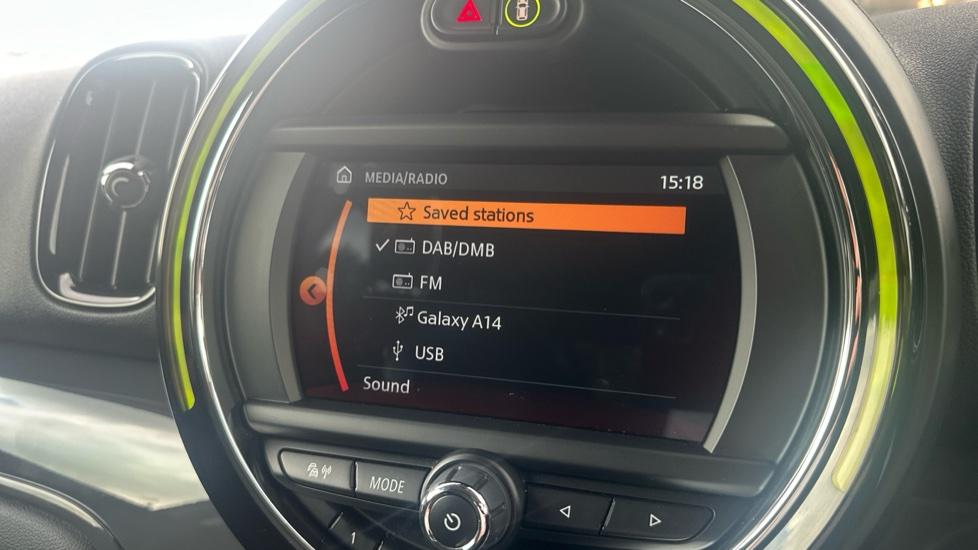 MEDIA/RADIO 15:18
Saved stations
DAB/DMB
FM
Galaxy A14
USB
Sound
MODE
1